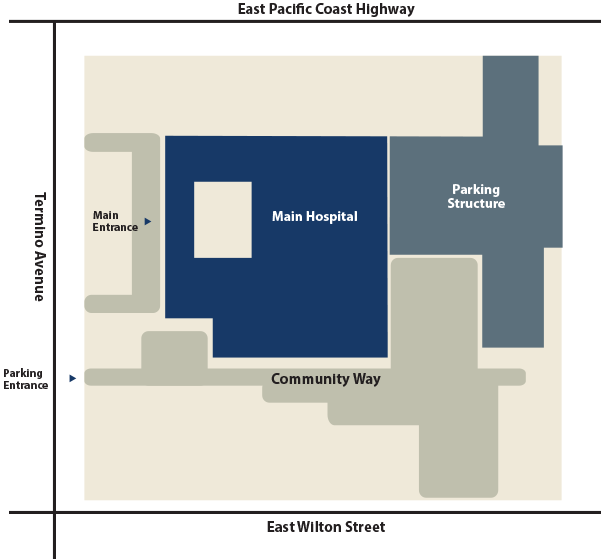 East Pacific Coast Highway
Termino Avenue
Main
Entrance
Main Hospital
Parking
Structure
Parking
Entrance
Community Way
East Wilton Street